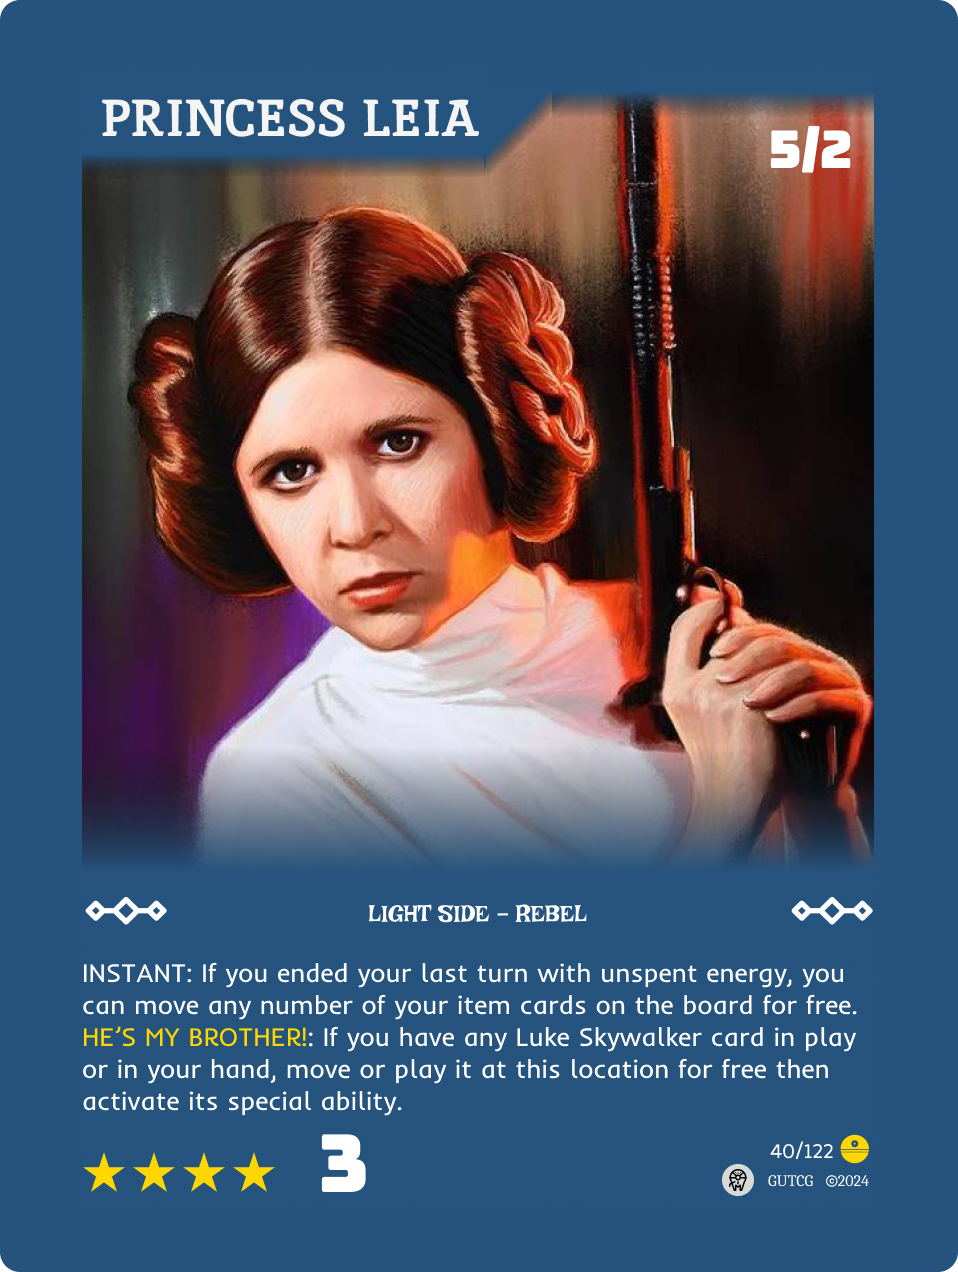 PRINCESS LEIA
5/2
LIGHT SIDE – REBEL
INSTANT: If you ended your last turn with unspent energy, you
can move any number of your item cards on the board for free.
HE’S MY BROTHER!: If you have any Luke Skywalker card in play
or in your hand, move or play it at this location for free then
activate its special ability.
3
40/122
GUTCG ©2024